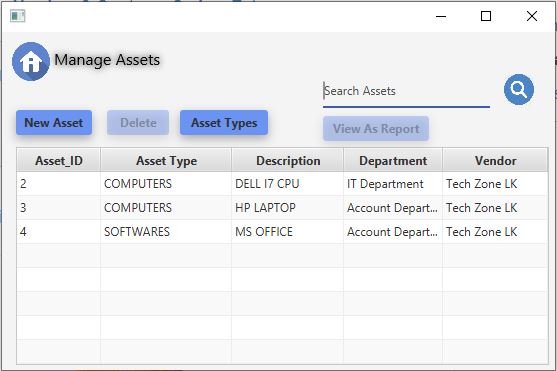 Manage Assets
Search Assets
New Asset Delete Asset Types
View As Report
Asset_ID Asset Type Description Department Vendor
2 COMPUTERS DELL I7 CPU IT Department Tech Zone LK
3 COMPUTERS HP LAPTOP Account Depart... Tech Zone LK
4 SOFTWARES MS OFFICE Account Depart... Tech Zone LK